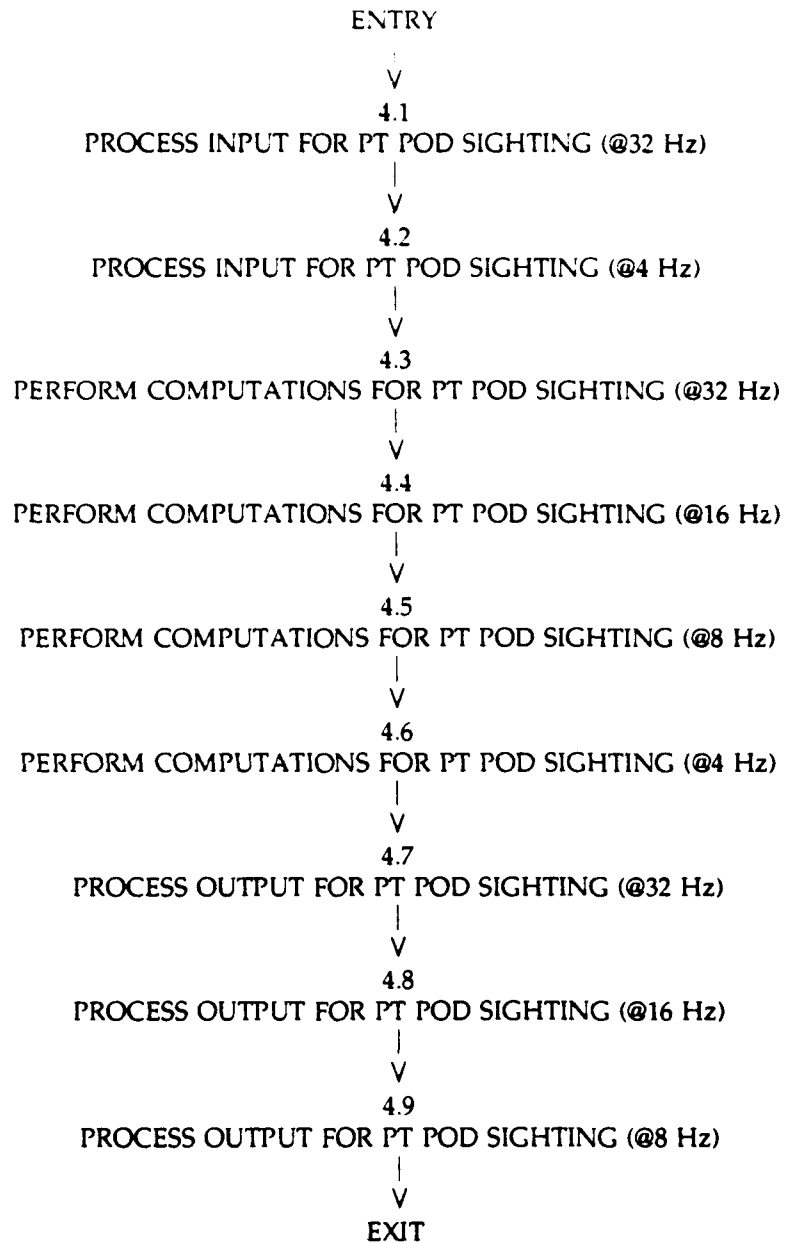 ENTRY
V
4.1
PROCESS INPUT FOR PT POD SIGHTING (@32 Hz)
V
4.2
PROCESS INPUT FOR PT POD SIGHTING (@4 Hz)
V
4.3
PERFORM COMPUTATIONS FOR PT POD SIGHTING (@32 Hz)
V
4.4
PERFORM COMPUTATIONS FOR PT POD SIGHTING (@16 Hz)
V
4.5
PERFORM COMPUTATIONS FOR PT POD SIGHTING (@8 Hz)
V
4.6
PERFORM COMPUTATIONS FOR PT POD SIGHTING (@4 Hz)
V
4.7
PROCESS OUTPUT FOR PT POD SIGHTING (@32 Hz)
V
4.8
PROCESS OUTPUT FOR PT POD SIGHTING (@16 Hz)
V
4.9
PROCESS OUTPUT FOR PT POD SIGHTING (@8 Hz)
V
EXIT